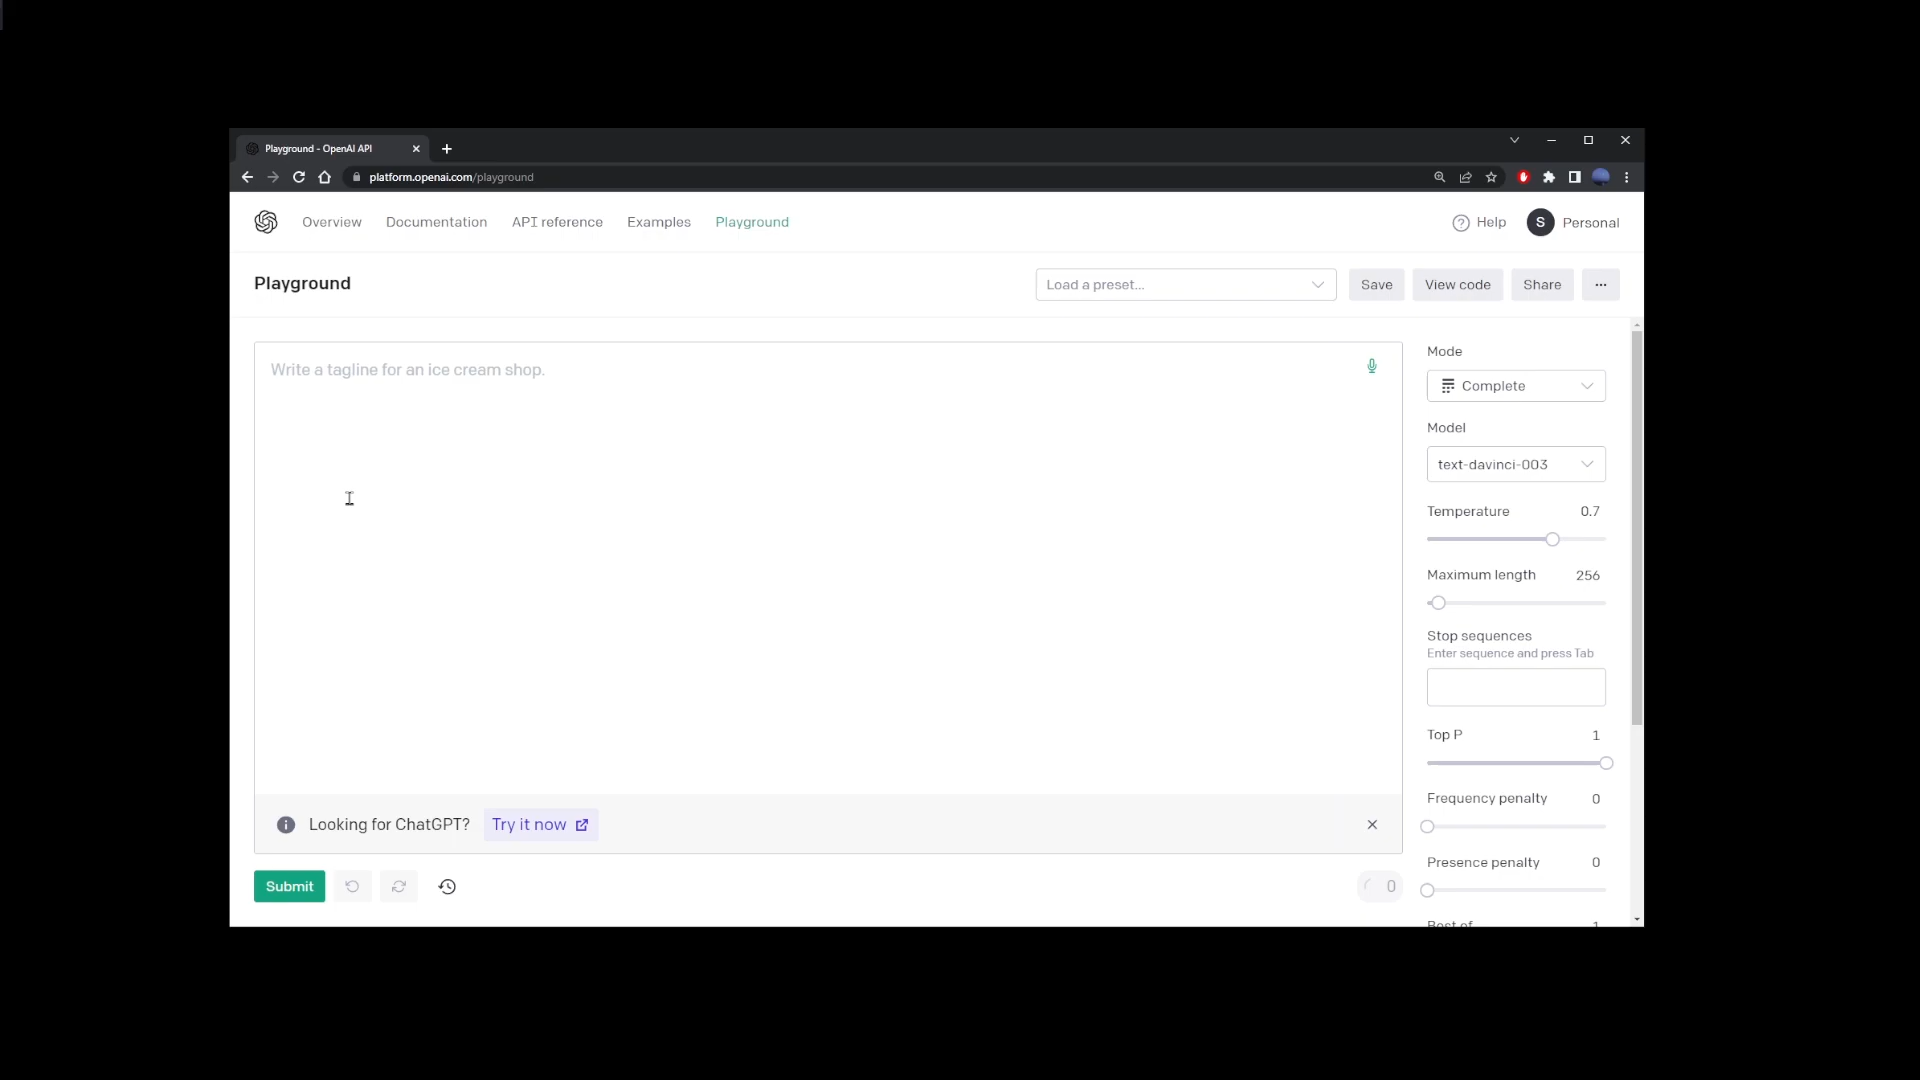 Playground - OpenAI API
platform.openai.com/playground
Overview Documentation API reference Examples Playground
Help S Personal
Playground
Load a preset... Save View code Share ...
Write a tagline for an ice cream shop.
Mode
Complete
Model
text-davinci-003
Temperature 0.7
Maximum length 256
Stop sequences
Enter sequence and press Tab
Top P 1
Frequency penalty 0
Looking for ChatGPT? Try it now
Presence penalty 0
Submit 0
Best of 1